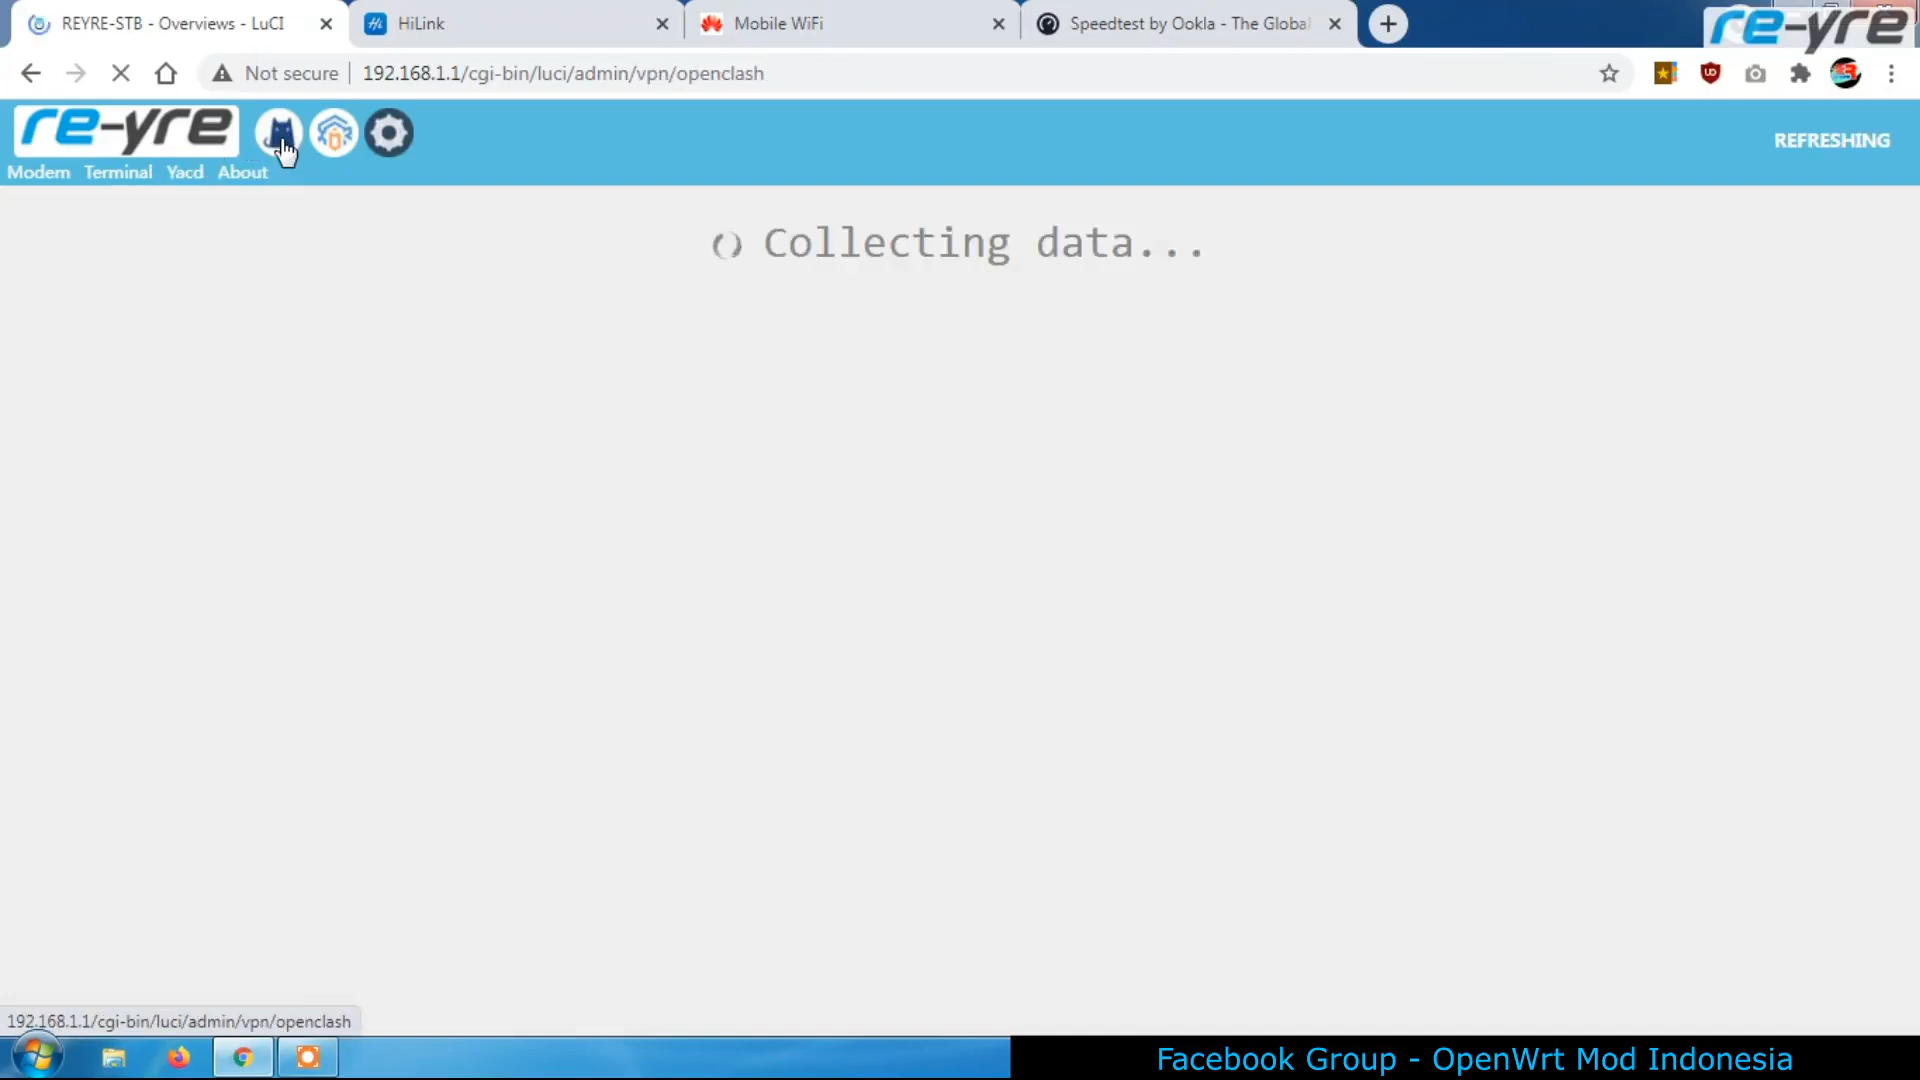 REYRE-STB - Overviews - LuCI
HiLink
Mobile WiFi
Speedtest by Ookla - The Global
re-yre
Not secure
192.168.1.1/cgi-bin/luci/admin/vpn/openclash
re-yre
REFRESHING
Modem Terminal Yacd About
Collecting data...
192.168.1.1/cgi-bin/luci/admin/vpn/openclash
Facebook Group - OpenWrt Mod Indonesia